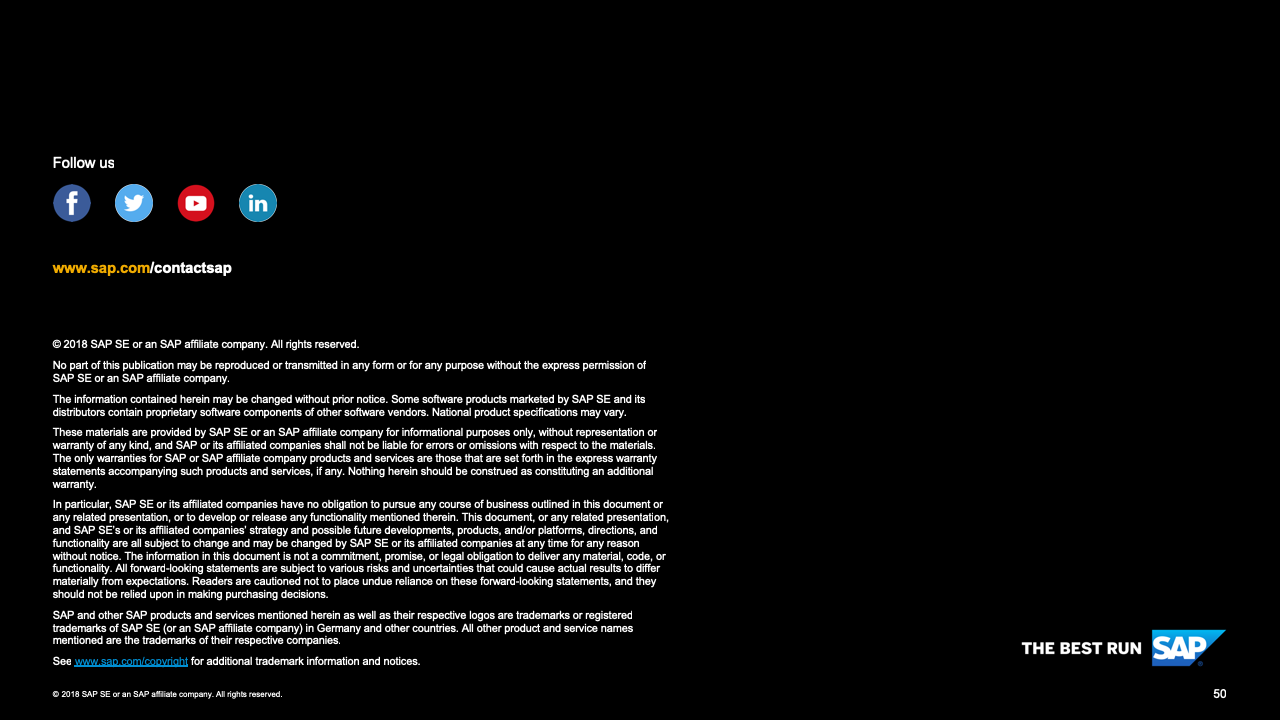 Follow us
www.sap.com/contactsap
© 2018 SAP SE or an SAP affiliate company. All rights reserved.
No part of this publication may be reproduced or transmitted in any form or for any purpose without the express permission of
SAP SE or an SAP affiliate company.
The information contained herein may be changed without prior notice. Some software products marketed by SAP SE and its
distributors contain proprietary software components of other software vendors. National product specifications may vary.
These materials are provided by SAP SE or an SAP affiliate company for informational purposes only, without representation or
warranty of any kind, and SAP or its affiliated companies shall not be liable for errors or omissions with respect to the materials.
The only warranties for SAP or SAP affiliate company products and services are those that are set forth in the express warranty
statements accompanying such products and services, if any. Nothing herein should be construed as constituting an additional
warranty.
In particular, SAP SE or its affiliated companies have no obligation to pursue any course of business outlined in this document or
any related presentation, or to develop or release any functionality mentioned therein. This document, or any related presentation,
and SAP SE's or its affiliated companies' strategy and possible future developments, products, and/or platforms, directions, and
functionality are all subject to change and may be changed by SAP SE or its affiliated companies at any time for any reason
without notice. The information in this document is not a commitment, promise, or legal obligation to deliver any material, code, or
functionality. All forward-looking statements are subject to various risks and uncertainties that could cause actual results to differ
materially from expectations. Readers are cautioned not to place undue reliance on these forward-looking statements, and they
should not be relied upon in making purchasing decisions.
SAP and other SAP products and services mentioned herein as well as their respective logos are trademarks or registered
trademarks of SAP SE (or an SAP affiliate company) in Germany and other countries. All other product and service names
mentioned are the trademarks of their respective companies.
See www.sap.com/copyright for additional trademark information and notices.
THE BEST RUN SAP®
© 2018 SAP SE or an SAP affiliate company. All rights reserved.
50